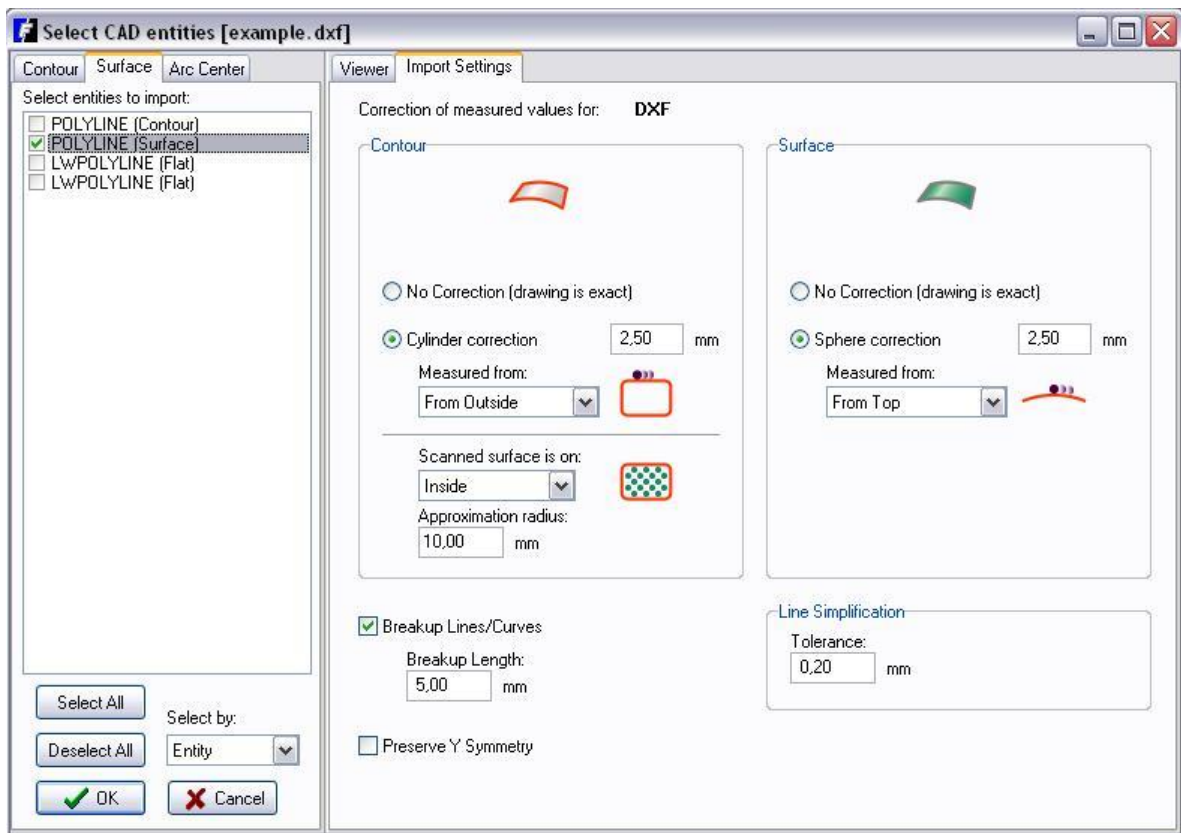 Select CAD entities [example.dxf]
Contour Surface Arc Center
Select entities to import:
POLYLINE (Contour)
POLYLINE (Surface)
LWPOLYLINE (Flat)
LWPOLYLINE (Flat)
Select All
Deselect All
Select by:
Entity
OK Cancel
Viewer Import Settings
Correction of measured values for: DXF
Contour
No Correction (drawing is exact)
Cylinder correction 2,50 mm
Measured from:
From Outside
Scanned surface is on:
Inside
Approximation radius:
10,00 mm
Surface
No Correction (drawing is exact)
Sphere correction 2,50 mm
Measured from:
From Top
Breakup Lines/Curves
Breakup Length:
5,00 mm
Preserve Y Symmetry
Line Simplification
Tolerance:
0,20 mm